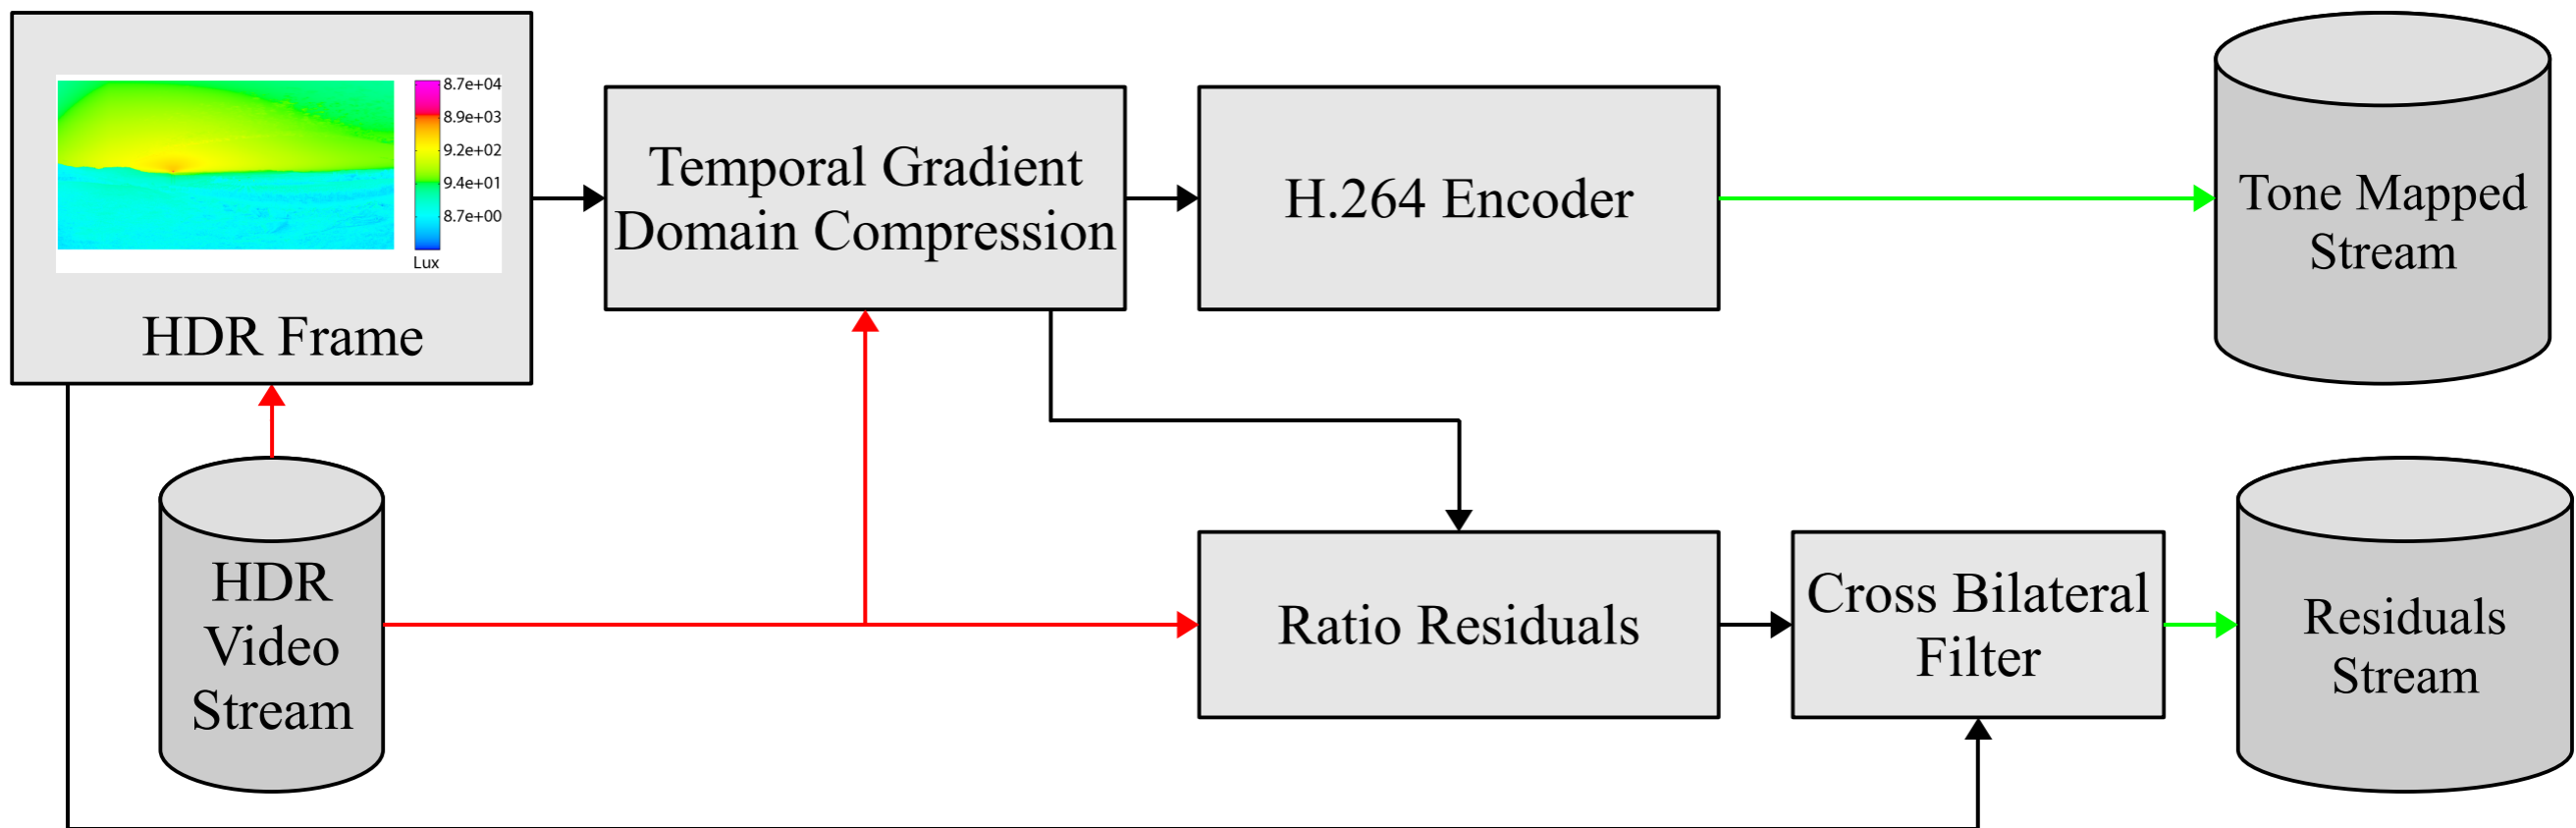 8.7e+04
8.9e+03
9.2e+02
9.4e+01
8.7e+00
Lux
HDR Frame
Temporal Gradient
Domain Compression
H.264 Encoder
Tone Mapped
Stream
HDR
Video
Stream
Ratio Residuals
Cross Bilateral
Filter
Residuals
Stream